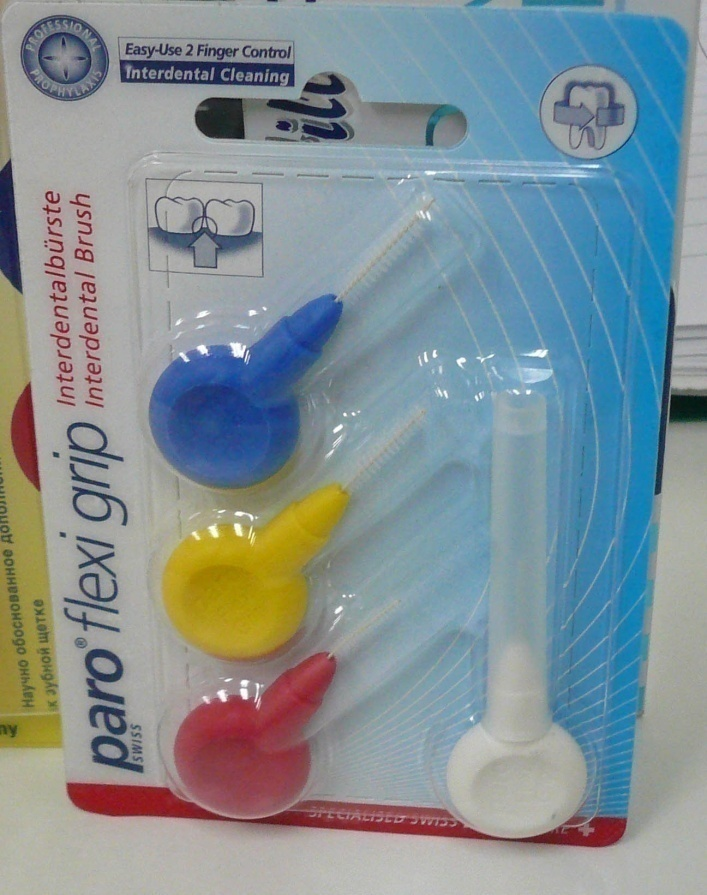 PROFESSIONAL
PROPHYLAXIS
Easy-Use 2 Finger Control
Interdental Cleaning
Interdentalbürste
Interdental Brush
paro® flexi grip
SWISS
SPECIALISED SWISS
Научно обоснованное
к зубной щетке
ny